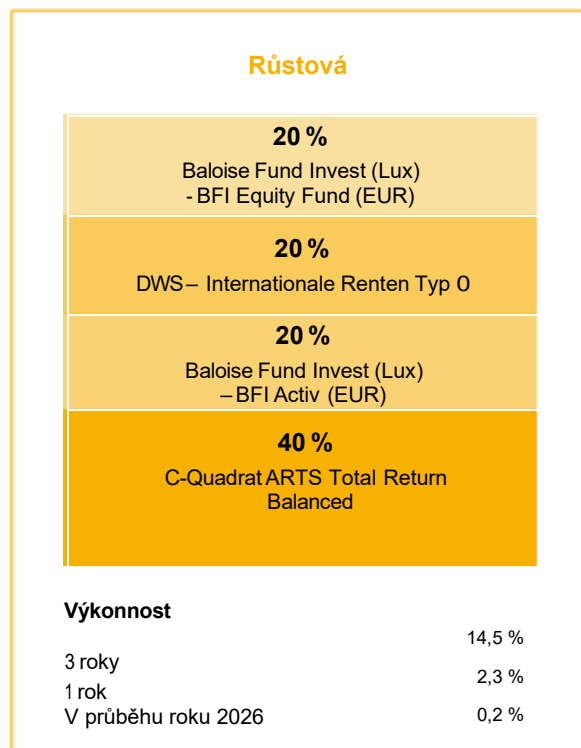 Růstová
20 %
Baloise Fund Invest (Lux)
- BFI Equity Fund (EUR)
20 %
DWS – Internationale Renten Typ O
20 %
Baloise Fund Invest (Lux)
– BFI Activ (EUR)
40 %
C-Quadrat ARTS Total Return
Balanced
Výkonnost
14,5 %
3 roky
2,3 %
1 rok
V průběhu roku 2026
0,2 %